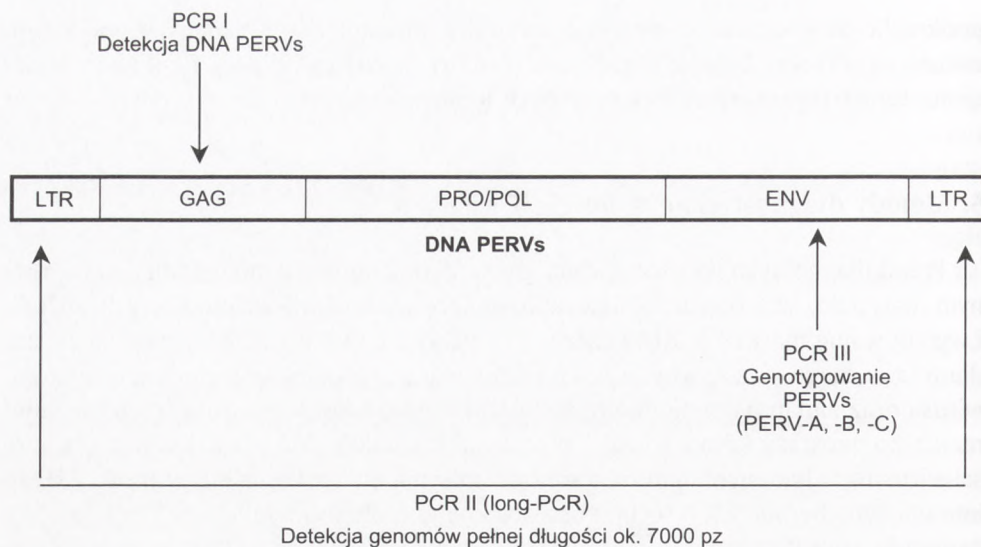 PCR I
Detekcja DNA PERVs
LTR GAG PRO/POL ENV LTR
DNA PERVs
PCR III
Genotypowanie
PERVs
(PERV-A, -B, -C)
PCR II (long-PCR)
Detekcja genomów pełnej długości ok. 7000 pz